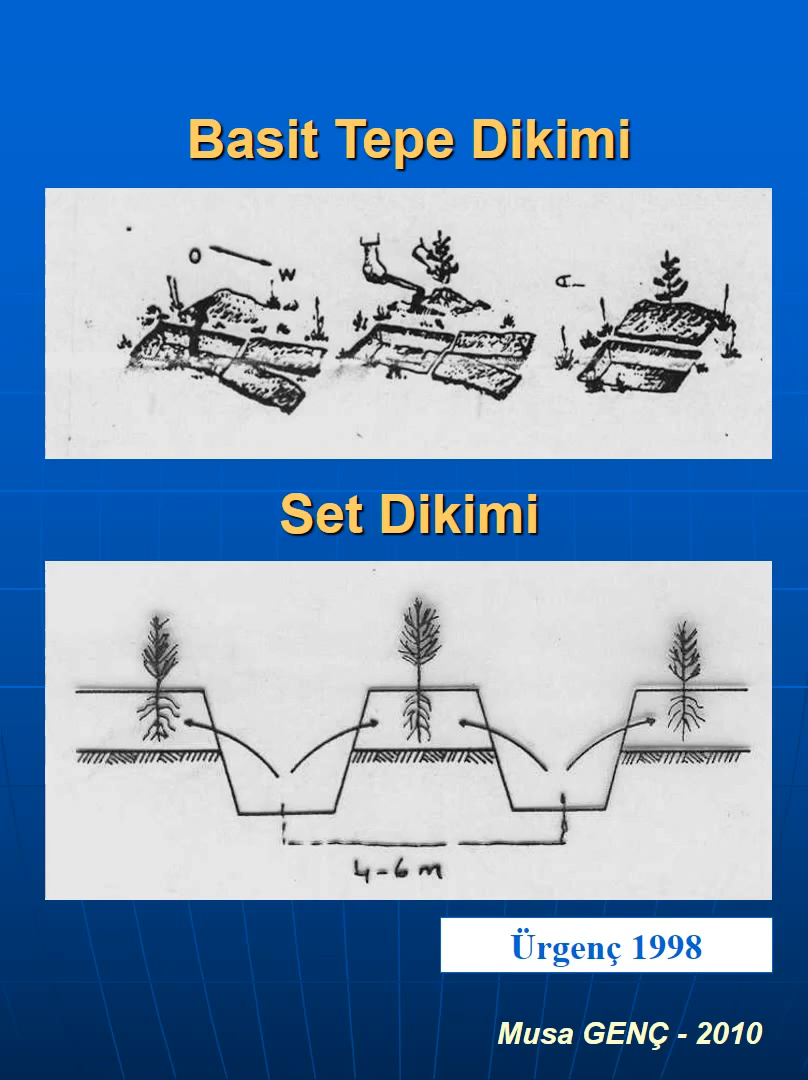 Basit Tepe Dikimi
O
W
Set Dikimi
4-6 m
Ürgenç 1998
Musa GENÇ - 2010